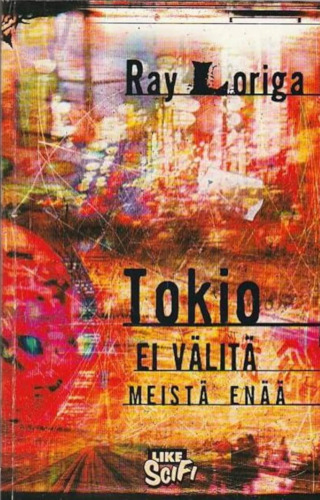 Ray Loriga
Tokio
EI VÄLITÄ
MEISTÄ ENÄÄ
LIKE
SCIFI